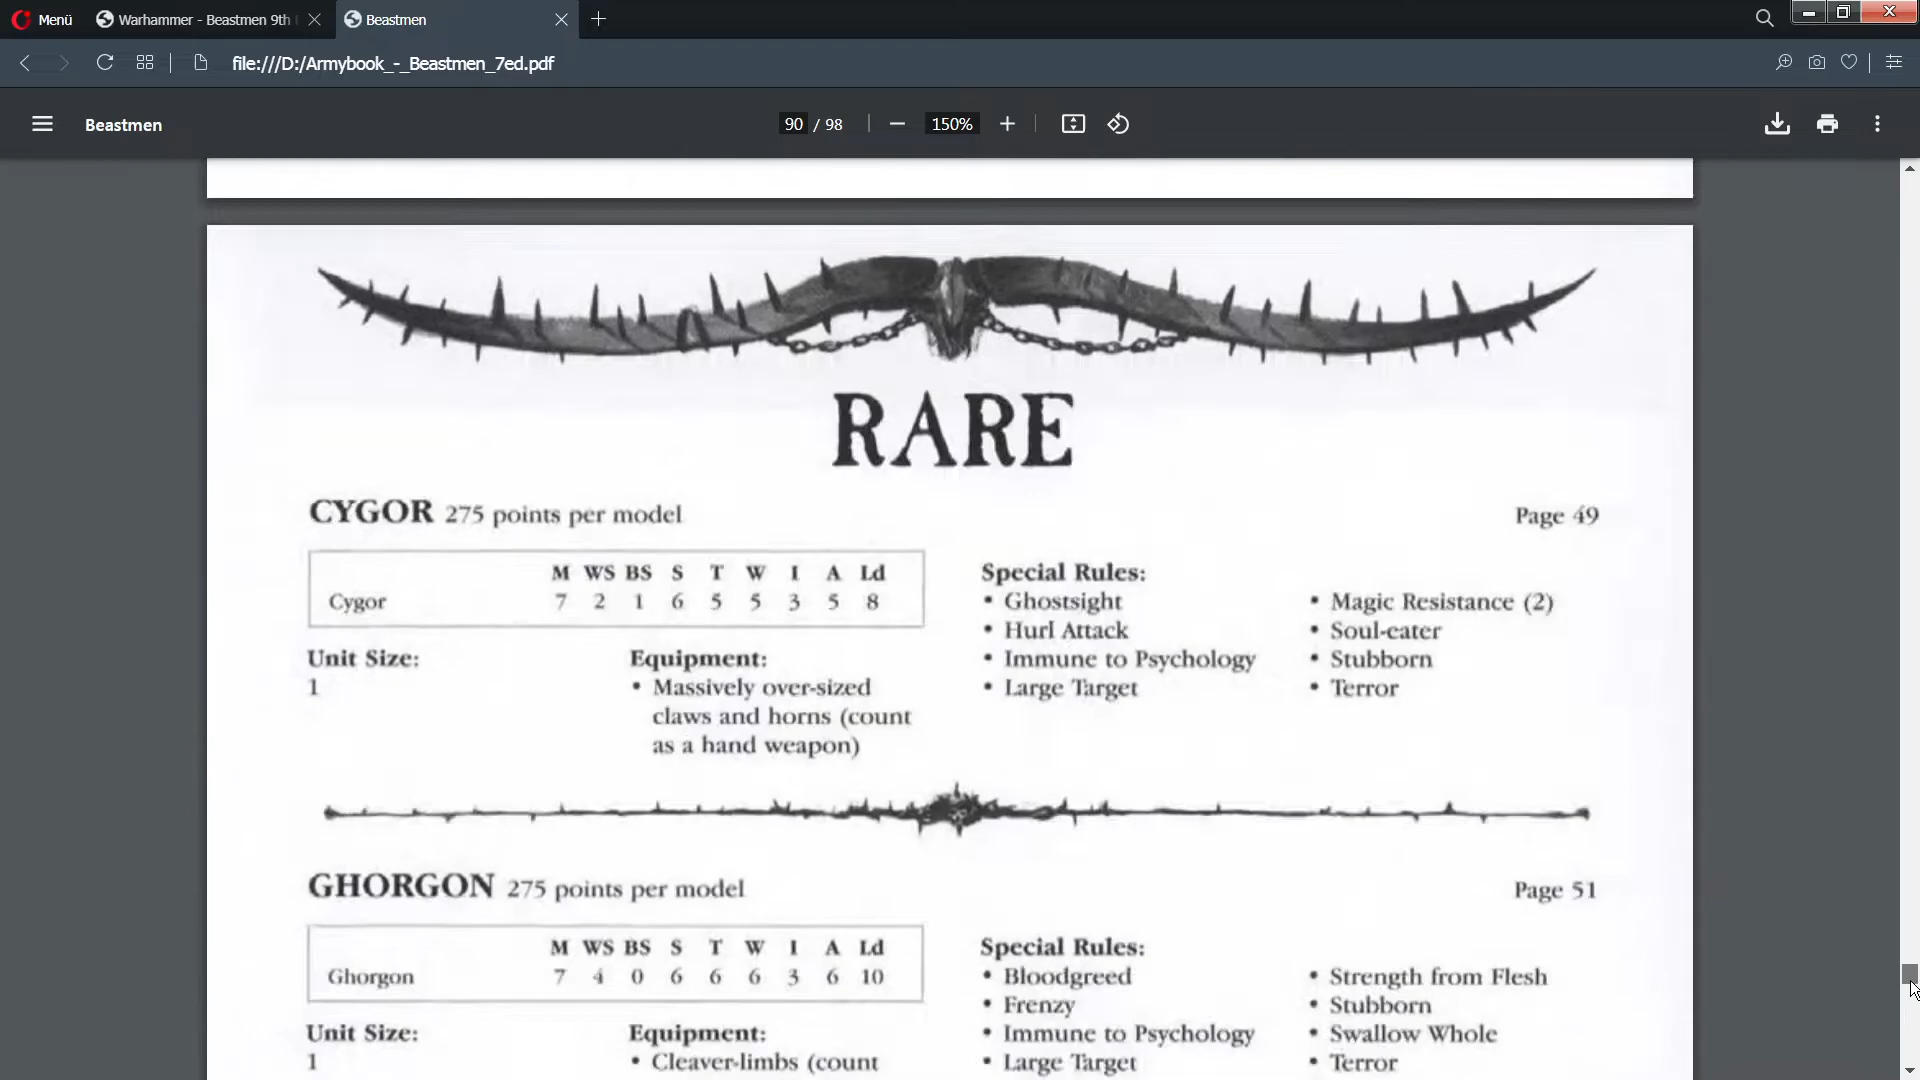 Menü
Warhammer - Beastmen 9th
Beastmen
file:///D:/Armybook_-_Beastmen_7ed.pdf
Beastmen
90 / 98
150%
RARE
CYGOR 275 points per model
Page 49
M WS BS S T W I A Ld
Cygor 7 2 1 6 5 5 3 5 8
Unit Size:
1
Equipment:
• Massively over-sized
claws and horns (count
as a hand weapon)
Special Rules:
• Ghostsight
• Hurl Attack
• Immune to Psychology
• Large Target
• Magic Resistance (2)
• Soul-eater
• Stubborn
• Terror
GHORGON 275 points per model
Page 51
M WS BS S T W I A Ld
Ghorgon 7 4 0 6 6 6 3 6 10
Unit Size:
1
Equipment:
• Cleaver-limbs (count
Special Rules:
• Bloodgreed
• Frenzy
• Immune to Psychology
• Large Target
• Strength from Flesh
• Stubborn
• Swallow Whole
• Terror